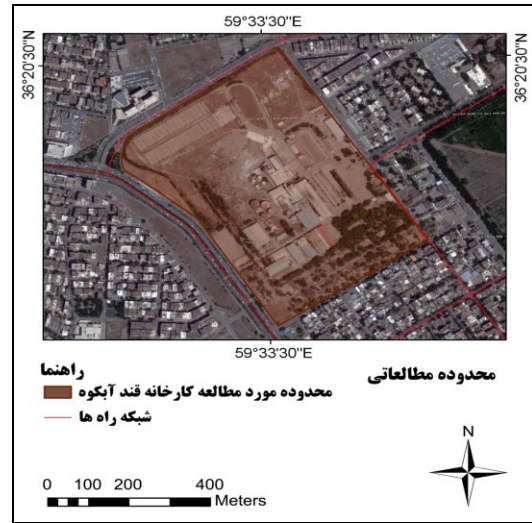 59°33'30"E
36°20'30"N
36°20'30"N
59°33'30"E
محدوده مطالعاتی
راهنما
محدوده مورد مطالعه کارخانه قند آبکوه
شبکه راه ها
N
0 100 200 400
Meters